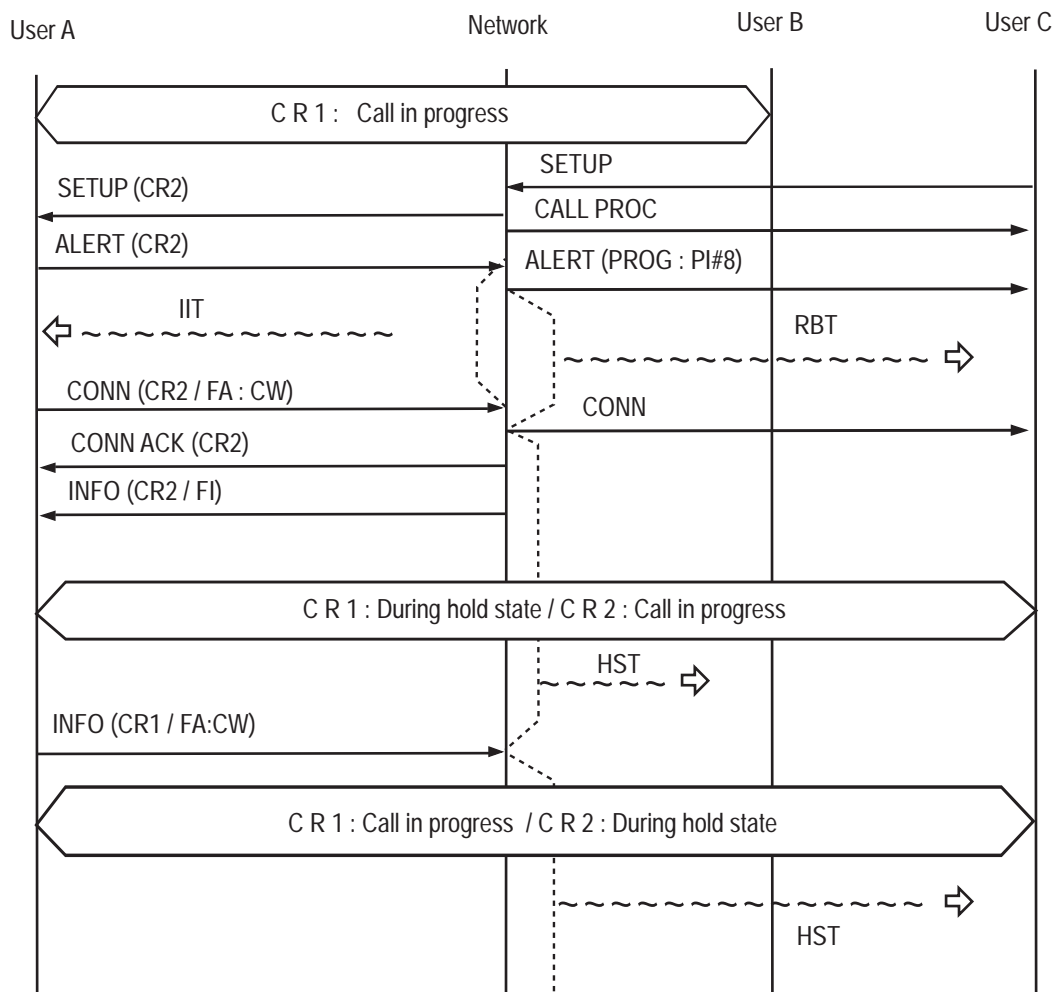 User A
Network
User B
User C
C R 1 : Call in progress
SETUP
SETUP (CR2)
CALL PROC
ALERT (CR2)
ALERT (PROG : PI#8)
IIT
RBT
CONN (CR2 / FA : CW)
CONN
CONN ACK (CR2)
INFO (CR2 / FI)
C R 1 : During hold state / C R 2 : Call in progress
HST
INFO (CR1 / FA:CW)
C R 1 : Call in progress / C R 2 : During hold state
HST